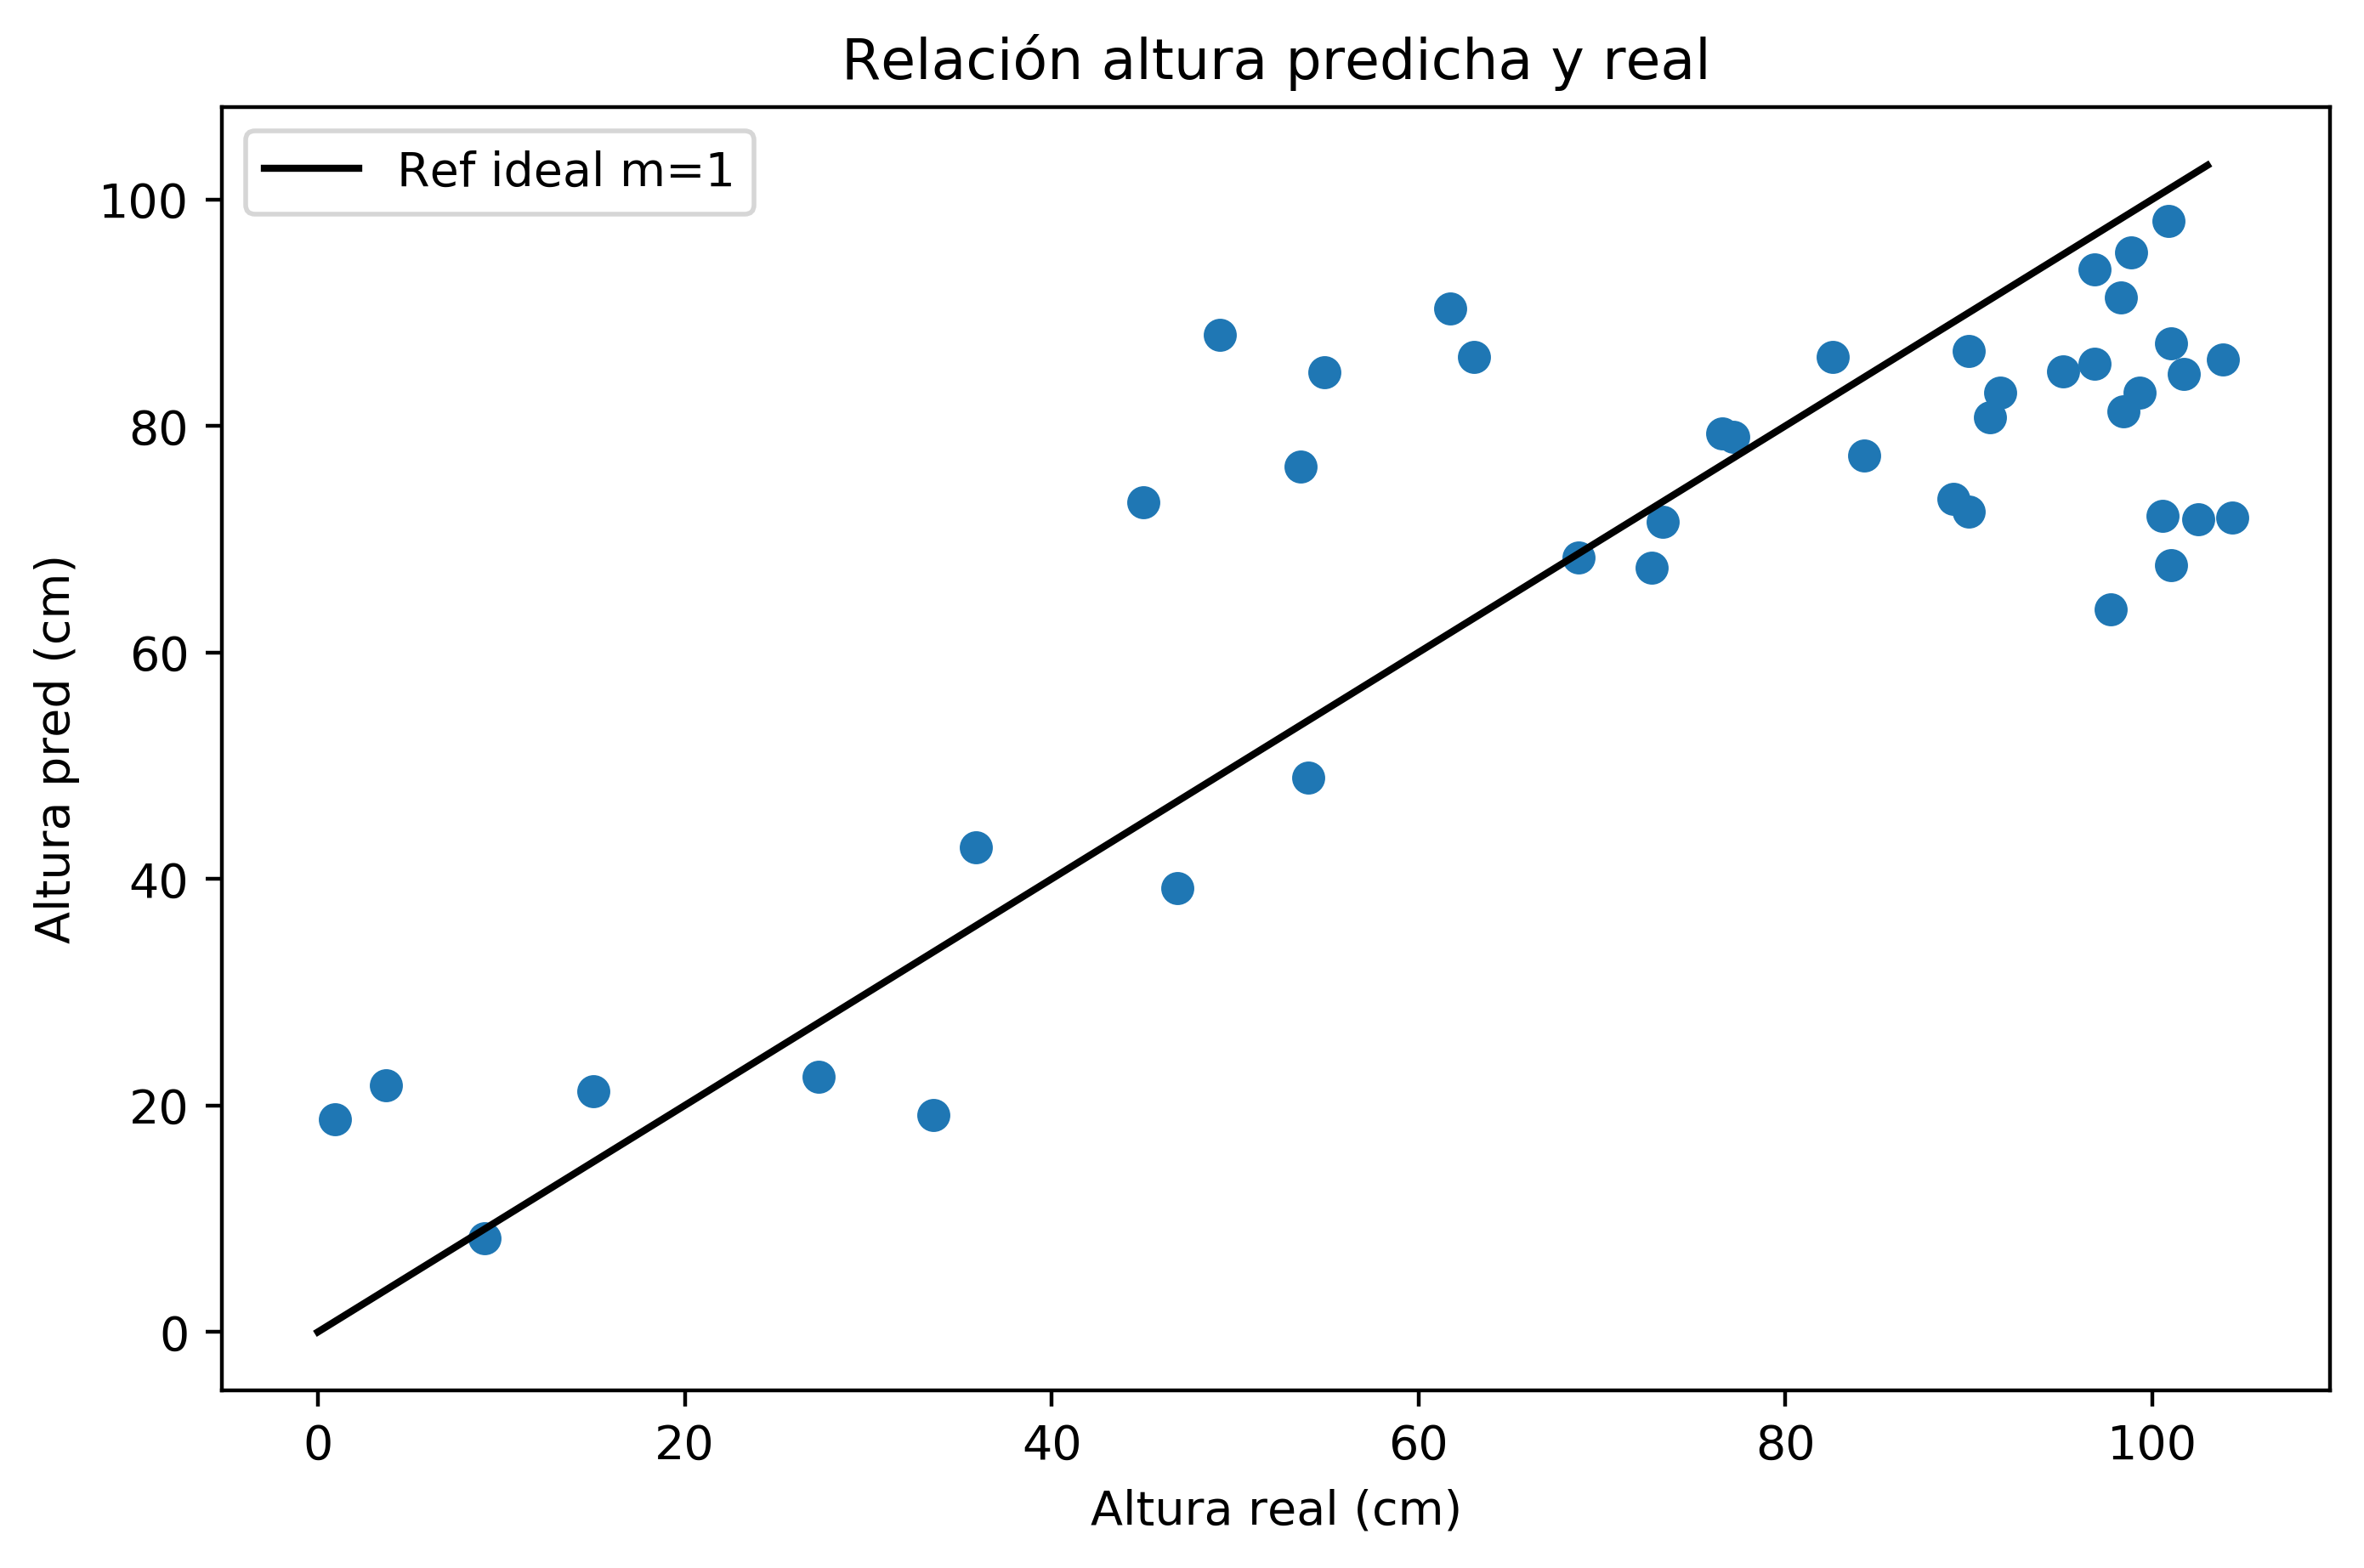 Relación altura predicha y real
Ref ideal m=1
Altura pred (cm)
100
80
60
40
20
0
0 20 40 60 80 100
Altura real (cm)